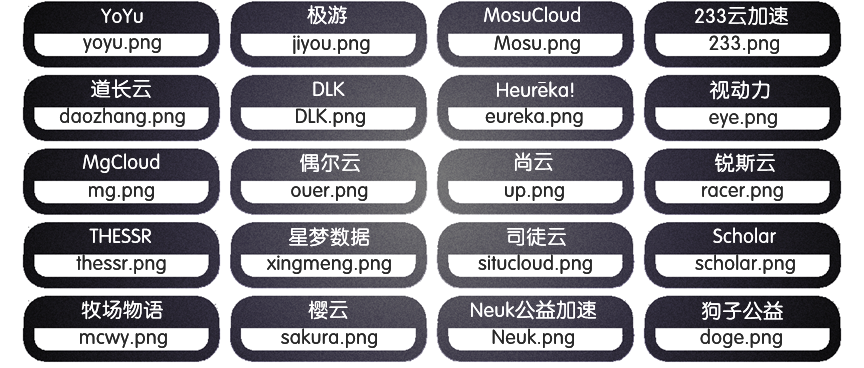 YoYu
yoyu.png
极游
jiyou.png
MosuCloud
Mosu.png
233云加速
233.png
道长云
daozhang.png
DLK
DLK.png
Heurēka!
eureka.png
视动力
eye.png
MgCloud
mg.png
偶尔云
ouer.png
尚云
up.png
锐斯云
racer.png
THESSR
thessr.png
星梦数据
xingmeng.png
司徒云
situcloud.png
Scholar
scholar.png
牧场物语
mcwy.png
樱云
sakura.png
Neuk公益加速
Neuk.png
狗子公益
doge.png